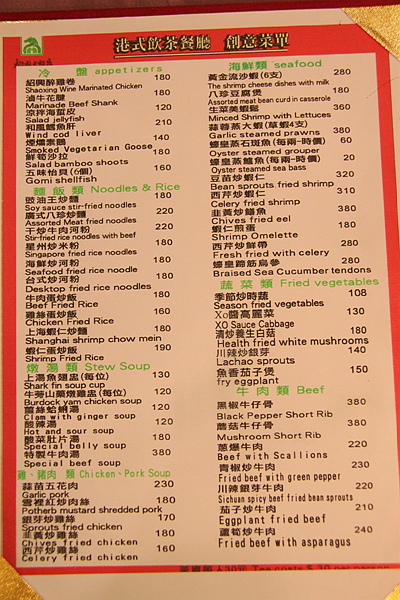 港式飲茶餐廳 創意菜單
冷 盤 appetizers
紹興醉雞卷 180
Shaoxing Wine Marinated Chicken
滷牛花腱 180
Marinade Beef Shank
涼拌海蜇皮 120
Salad jellyfish
和風鱈魚肝 210
Wind cod liver
煙燻素鵝 140
Smoked Vegetarian Goose
鮮筍沙拉 180
Salad bamboo shoots
五味怡貝(6個) 160
Gorni shellfish
麵 飯 類 Noodles & Rice
豉油王炒麵 180
Soy sauce stir-fried noodles
廣式八珍炒麵 220
Assorted Meat fried noodles
干炒牛肉河粉 220
Stir-fried rice noodles with beef
星州炒米粉 180
Singapore fried rice noodles
海鮮炒河粉 180
Seafood fried rice noodle
台式炒河粉 180
Desktop fried rice noodles
牛肉蛋炒飯 180
Beef Fried Rice
雞絲蛋炒飯 160
Chicken Fried Rice
上海蝦仁炒麵 180
Shanghai shrimp chow mein
蝦仁蛋炒飯 190
Shrimp Fried Rice
燉 湯 類 Stew Soup
上湯魚翅盅(每位) 130
Shark fin soup cup
牛蒡山藥燉雞盅(每位) 120
Burdock yam chicken soup
薑絲蛤蜊湯 120
Clam with ginger soup
酸辣湯 120
Hot and sour soup
酸菜肚片湯 180
Special belly soup
特製牛肉湯 380
Special beef soup
雞、豬肉 類 Chicken、Pork Soup
蒜苗五花肉 230
Garlic pork
雪裡紅炒肉絲 180
Potherb mustard shredded pork
銀芽炒雞絲 170
Sprouts fried chicken
韭黃炒雞絲 180
Chives fried chicken
西芹炒雞絲 160
Celery fried chicken
海鮮類 seafood
黃金流沙蝦(6支) 280
The shrimp cheese dishes with milk
八珍豆腐煲 180
Assorted meat bean curd in casserole
生菜美蝦鬆 360
Minced Shrimp with Lettuces
蒜蓉蒸大蝦(草蝦4支)
Garlic steamed prawns 380
蠔皇蒸石斑魚(每兩一時價) 60
Oyster steamed grouper
蠔皇蒸鱸魚(每兩一時價) 20
Oyster steamed sea bass
豆苗炒蝦仁 320
Bean sprouts fried shrimp
西芹炒蝦仁 310
Celery fried shrimp
韭黃炒鱔魚 380
Chives fried eel
蝦仁煎蛋 180
Shrimp Omelette
西芹炒鮮帶 280
Fresh fried with celery
蠔皇蹄筋烏參 380
Braised Sea Cucumber tendons
蔬 菜 類 Fried vegetables
季節炒時蔬 108
Season fried vegetables
Xo醬高麗菜 130
XO Sauce Cabbage
清炒養生白菇 180
Health fried white mushrooms
川辣炒銀芽 140
Lachao sprouts
魚香茄子煲 150
fry eggplant
牛 肉 類 Beef
黑椒牛仔骨 380
Black Pepper Short Rib
蘑菇牛仔骨 380
Mushroom Short Rib
蔥爆牛肉 220
Beef with Scallions
青椒炒牛肉 230
Fried beef with green pepper
川辣銀芽炒牛肉 220
Sichuan spicy beef fried bean sprouts
茄子炒牛肉 210
Eggplant fried beef
蘆筍炒牛肉 240
Fried beef with asparagus